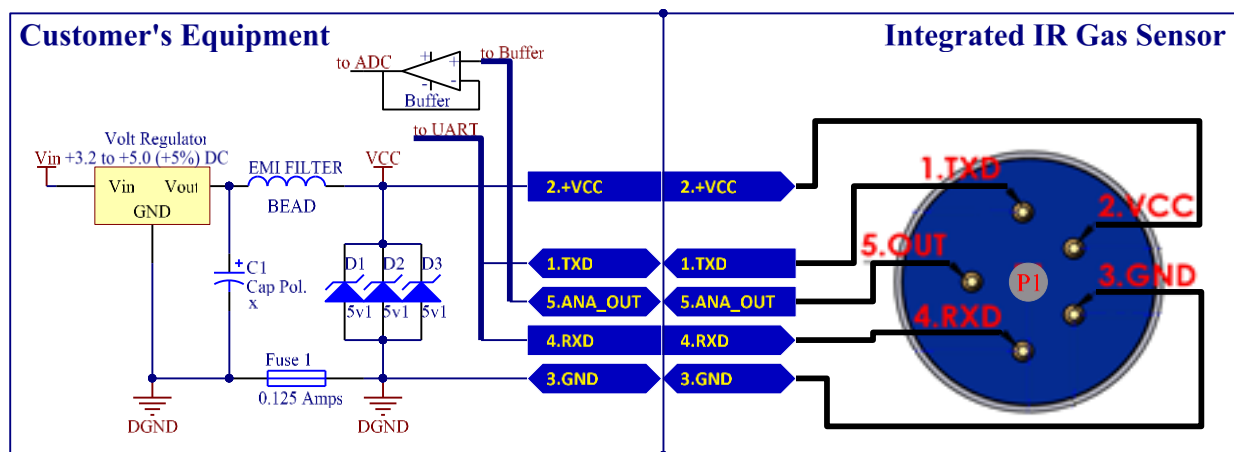 Customer's Equipment
Integrated IR Gas Sensor
to ADC
to Buffer
+
+
-
-
Buffer
to UART
Volt Regulator
Vin
+3.2 to +5.0 (+5%) DC
EMI FILTER
VCC
Vin
Vout
GND
BEAD
2.+VCC
2.+VCC
1.TXD
2.VCC
5.OUT
3.GND
P1
4.RXD
+
C1
Cap Pol.
x
D1
D2
D3
5v1
5v1
5v1
1.TXD
1.TXD
5.ANA_OUT
5.ANA_OUT
4.RXD
4.RXD
3.GND
3.GND
Fuse 1
0.125 Amps
DGND
DGND